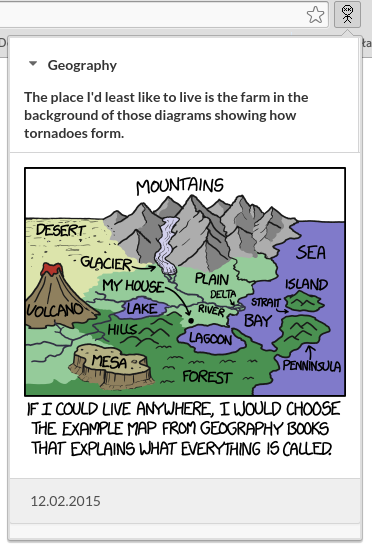 Geography
The place I'd least like to live is the farm in the
background of those diagrams showing how
tornadoes form.
MOUNTAINS
DESERT
SEA
GLACIER
PLAIN
MY HOUSE
ISLAND
DELTA
STRAIT
VOLCANO
LAKE
RIVER
BAY
HILLS
LAGOON
MESA
PENNINSULA
FOREST
IF I COULD LIVE ANYWHERE, I WOULD CHOOSE
THE EXAMPLE MAP FROM GEOGRAPHY BOOKS
THAT EXPLAINS WHAT EVERYTHING IS CALLED.
12.02.2015